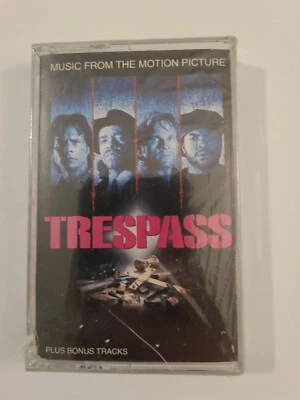 MUSIC FROM THE MOTION PICTURE
TRESPASS
PLUS BONUS TRACKS